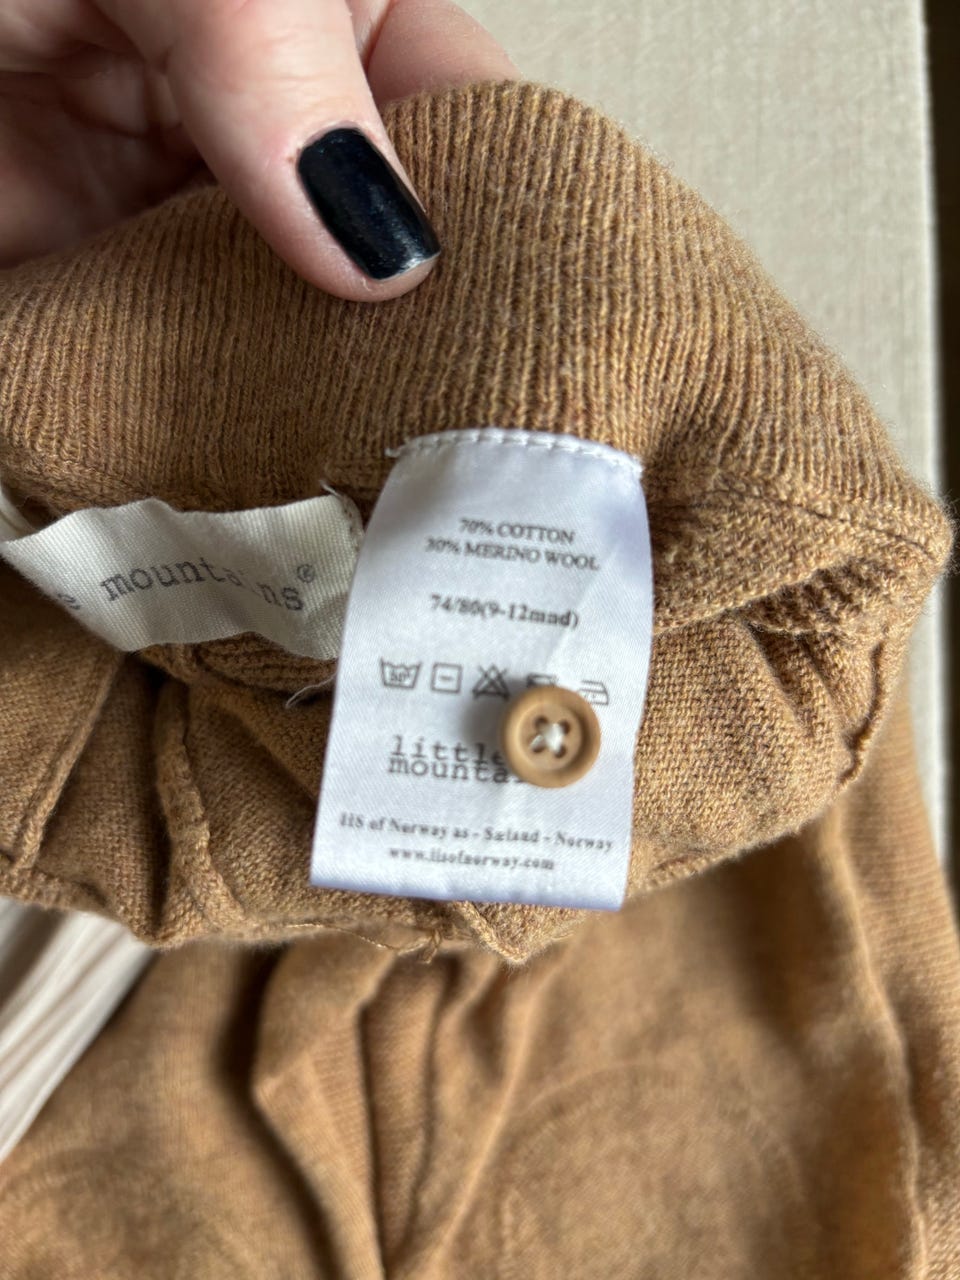 mountains®
70% COTTON
30% MERINO WOOL
74/80(9-12mnd)
little
mounta
IIS of Norway as - Sæland - Norway
www.iisofnorway.com